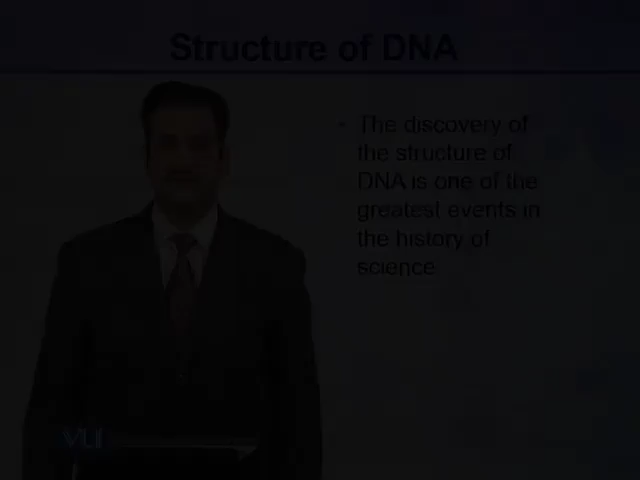 Structure of DNA
• The discovery of
the structure of
DNA is one of the
greatest events in
the history of
science
VU